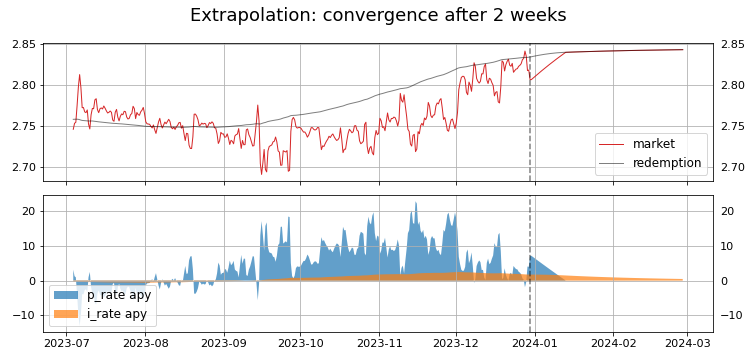 Extrapolation: convergence after 2 weeks
2.85 2.85
2.80 2.80
2.75 2.75
2.70 2.70
market
redemption
20 20
10 10
0 0
−10 −10
p_rate apy
i_rate apy
2023-07 2023-08 2023-09 2023-10 2023-11 2023-12 2024-01 2024-02 2024-03